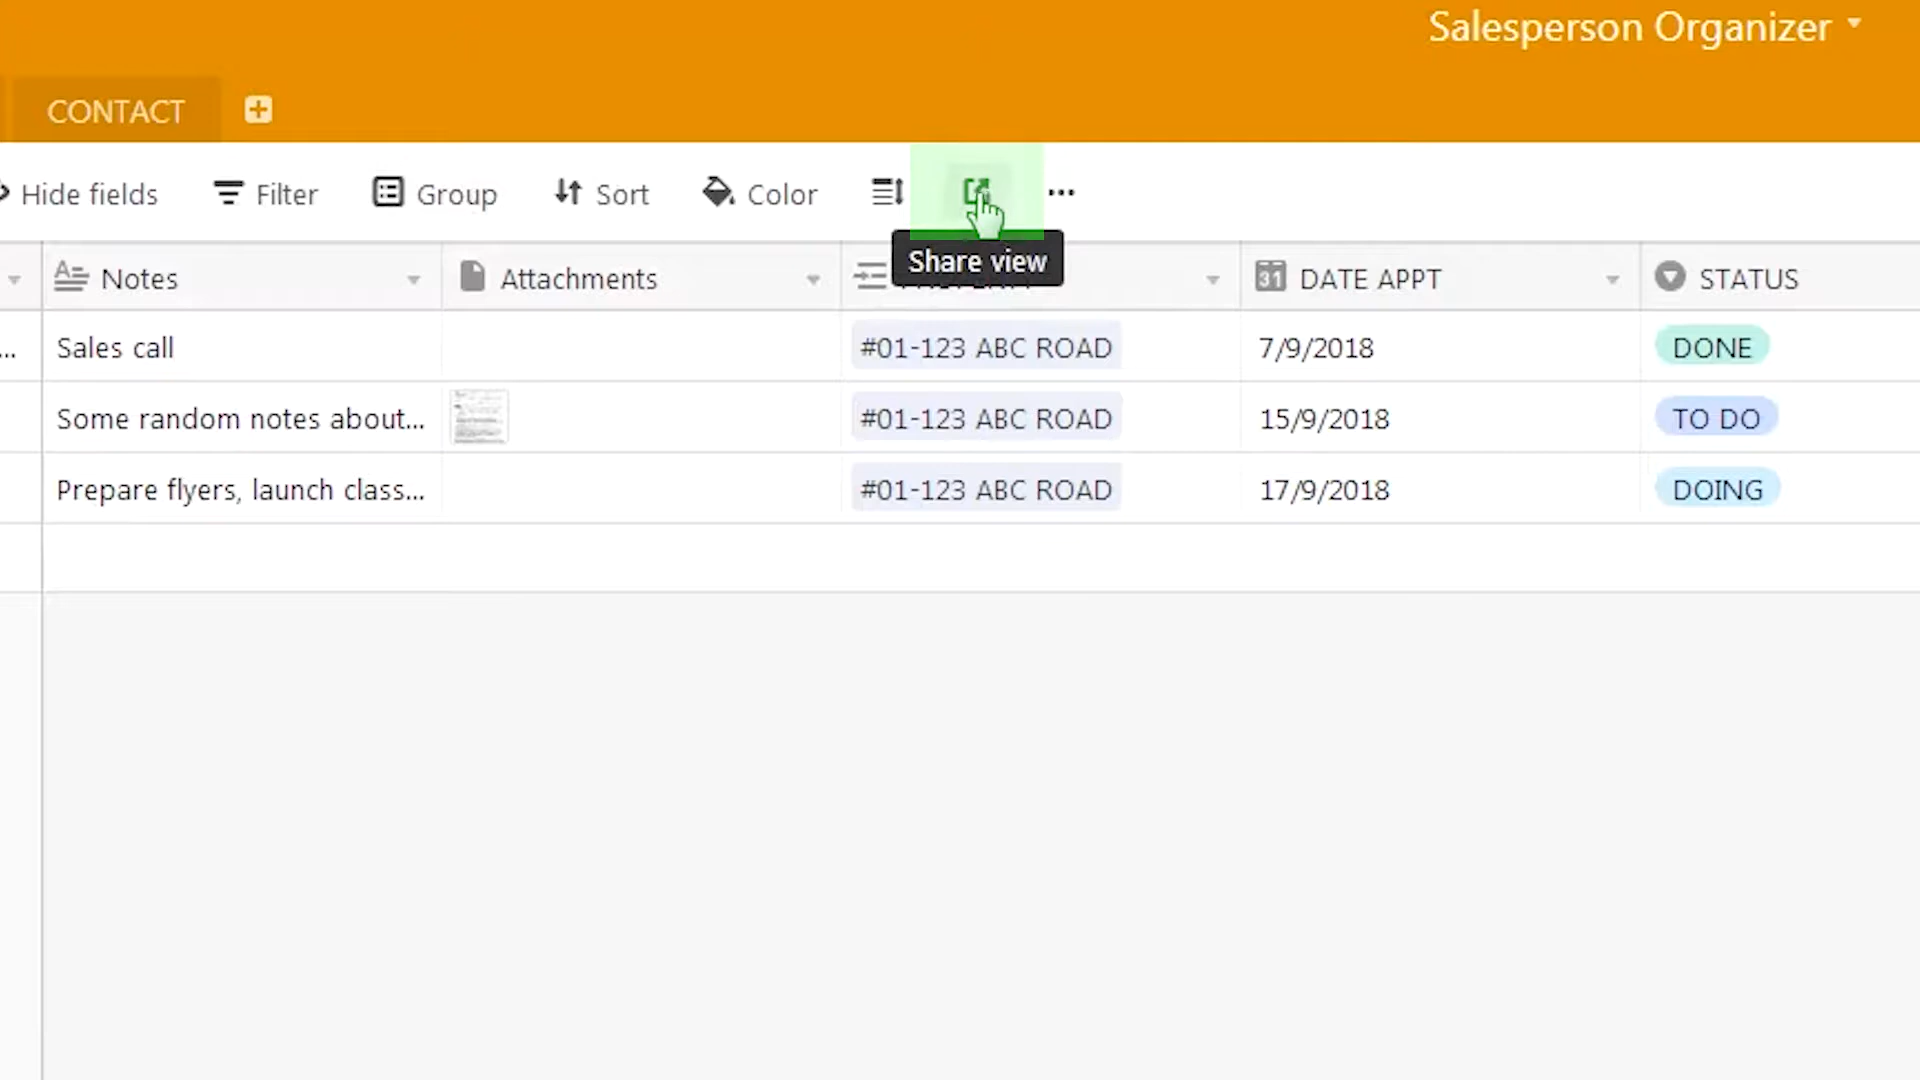 Salesperson Organizer
CONTACT
Hide fields Filter Group Sort Color ...
Share view
Notes Attachments DATE APPT STATUS
31
... Sales call #01-123 ABC ROAD 7/9/2018 DONE
Some random notes about... #01-123 ABC ROAD 15/9/2018 TO DO
Prepare flyers, launch class... #01-123 ABC ROAD 17/9/2018 DOING